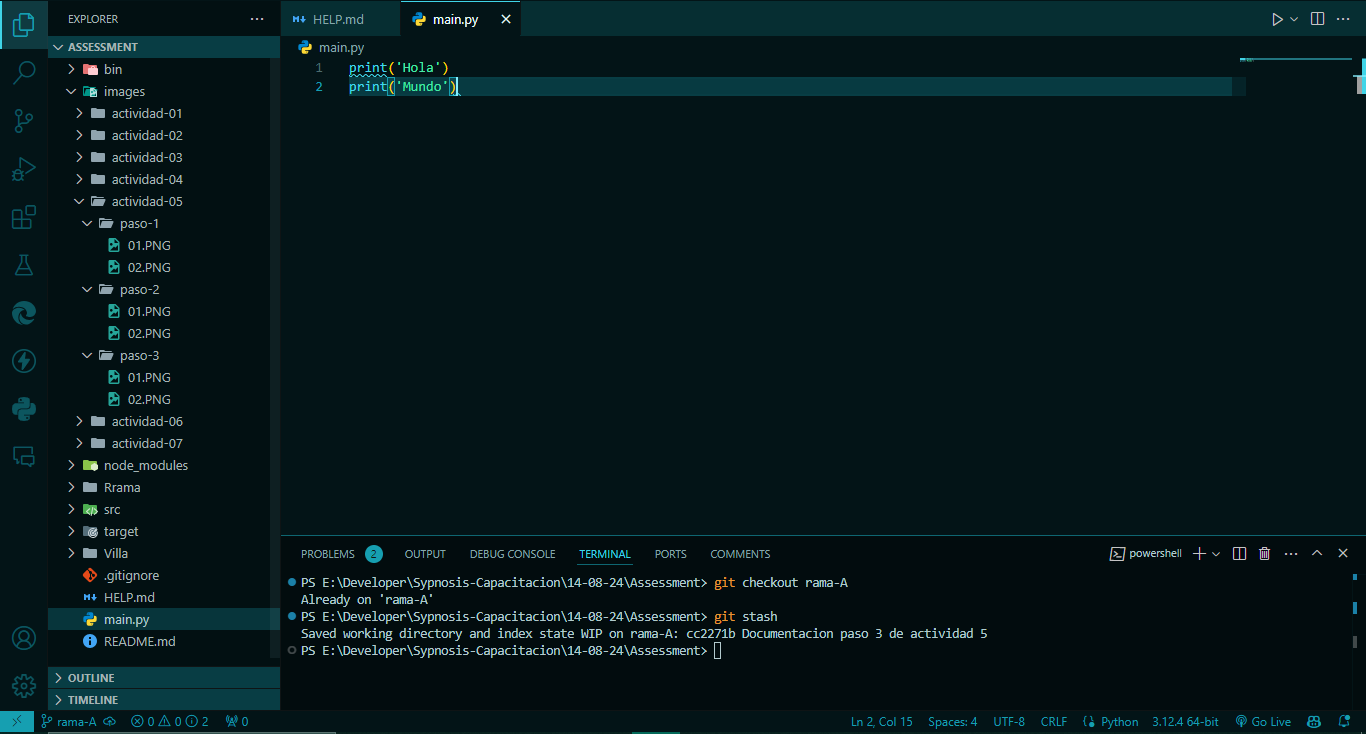 EXPLORER
ASSESSMENT
bin
images
actividad-01
actividad-02
actividad-03
actividad-04
actividad-05
paso-1
01.PNG
02.PNG
paso-2
01.PNG
02.PNG
paso-3
01.PNG
02.PNG
actividad-06
actividad-07
node_modules
Rrama
src
target
Villa
.gitignore
HELP.md
main.py
README.md
OUTLINE
TIMELINE
HELP.md
main.py
main.py
1 print('Hola')
2 print('Mundo')
PROBLEMS 2 OUTPUT DEBUG CONSOLE TERMINAL PORTS COMMENTS
powershell
PS E:\Developer\Sypnosis-Capacitacion\14-08-24\Assessment> git checkout rama-A
Already on 'rama-A'
PS E:\Developer\Sypnosis-Capacitacion\14-08-24\Assessment> git stash
Saved working directory and index state WIP on rama-A: cc2271b Documentacion paso 3 de actividad 5
PS E:\Developer\Sypnosis-Capacitacion\14-08-24\Assessment>
rama-A 0 0 2 0 Ln 2, Col 15 Spaces: 4 UTF-8 CRLF Python 3.12.4 64-bit Go Live